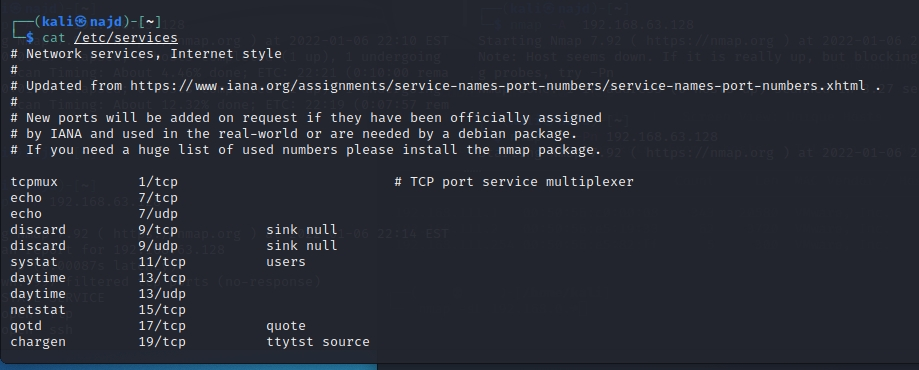 (kali㉿najd)-[~]
$ cat /etc/services
# Network services, Internet style
#
# Updated from https://www.iana.org/assignments/service-names-port-numbers/service-names-port-numbers.xhtml .
#
# New ports will be added on request if they have been officially assigned
# by IANA and used in the real-world or are needed by a debian package.
# If you need a huge list of used numbers please install the nmap package.
tcpmux 1/tcp # TCP port service multiplexer
echo 7/tcp
echo 7/udp
discard 9/tcp sink null
discard 9/udp sink null
systat 11/tcp users
daytime 13/tcp
daytime 13/udp
netstat 15/tcp
qotd 17/tcp quote
chargen 19/tcp ttytst source